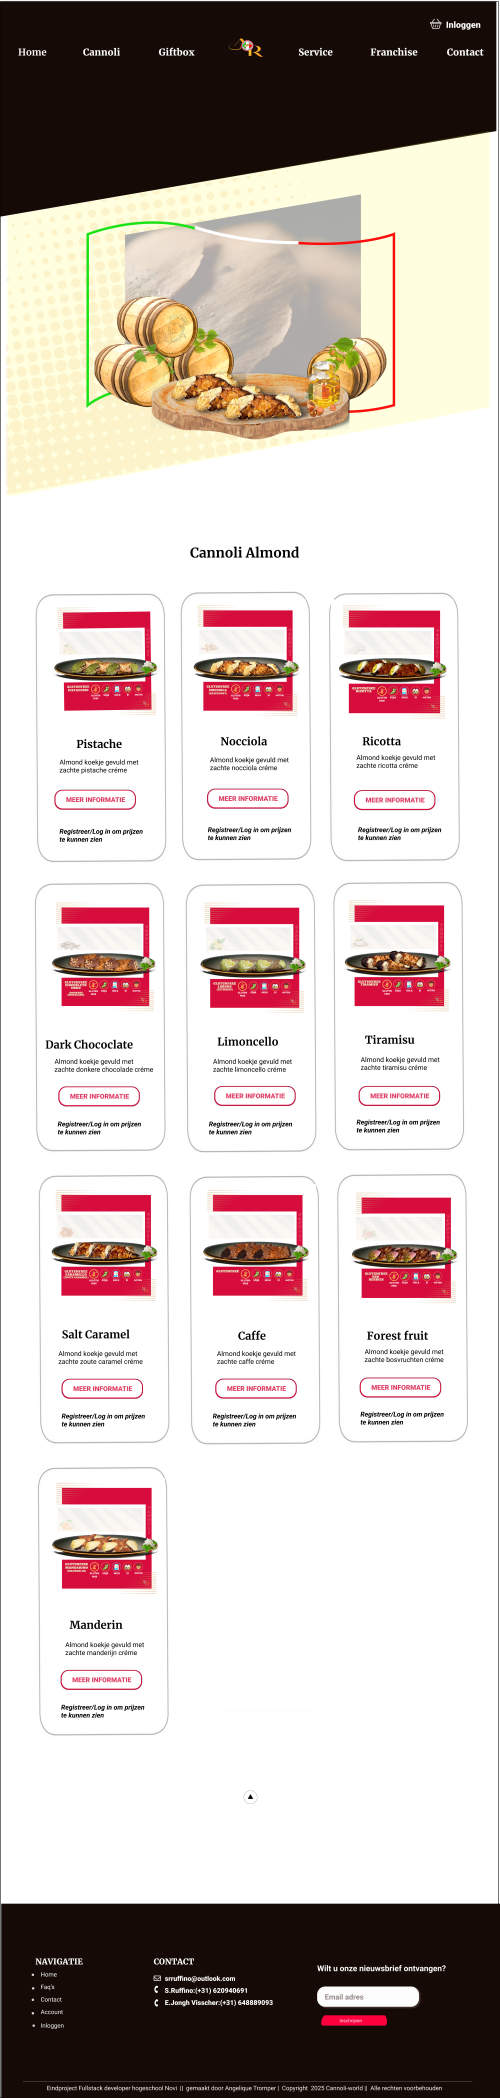 Inloggen
Home Cannoli Giftbox Service Franchise Contact
Cannoli Almond
Pistache
Almond koekje gevuld met
zachte pistache créme
MEER INFORMATIE
Registreer/Log in om prijzen
te kunnen zien
Nocciola
Almond koekje gevuld met
zachte nocciola créme
MEER INFORMATIE
Registreer/Log in om prijzen
te kunnen zien
Ricotta
Almond koekje gevuld met
zachte ricotta créme
MEER INFORMATIE
Registreer/Log in om prijzen
te kunnen zien
Dark Chococlate
Almond koekje gevuld met
zachte donkere chocolade créme
MEER INFORMATIE
Registreer/Log in om prijzen
te kunnen zien
Limoncello
Almond koekje gevuld met
zachte limoncello créme
MEER INFORMATIE
Registreer/Log in om prijzen
te kunnen zien
Tiramisu
Almond koekje gevuld met
zachte tiramisu créme
MEER INFORMATIE
Registreer/Log in om prijzen
te kunnen zien
Salt Caramel
Almond koekje gevuld met
zachte zoute caramel créme
MEER INFORMATIE
Registreer/Log in om prijzen
te kunnen zien
Caffe
Almond koekje gevuld met
zachte caffe créme
MEER INFORMATIE
Registreer/Log in om prijzen
te kunnen zien
Forest fruit
Almond koekje gevuld met
zachte bosvruchten créme
MEER INFORMATIE
Registreer/Log in om prijzen
te kunnen zien
Manderin
Almond koekje gevuld met
zachte manderijn créme
MEER INFORMATIE
Registreer/Log in om prijzen
te kunnen zien
NAVIGATIE
Home
Faq's
Contact
Account
Inloggen
CONTACT
srruffino@outlook.com
S.Ruffino:(+31) 620940691
E.Jongh Visscher:(+31) 648889093
Wilt u onze nieuwsbrief ontvangen?
Email adres
Inschrijven
Eindproject Fullstack developer hogeschool Novi || gemaakt door Angelique Tromper | Copyright 2025 Cannoli-world || Alle rechten voorbehouden